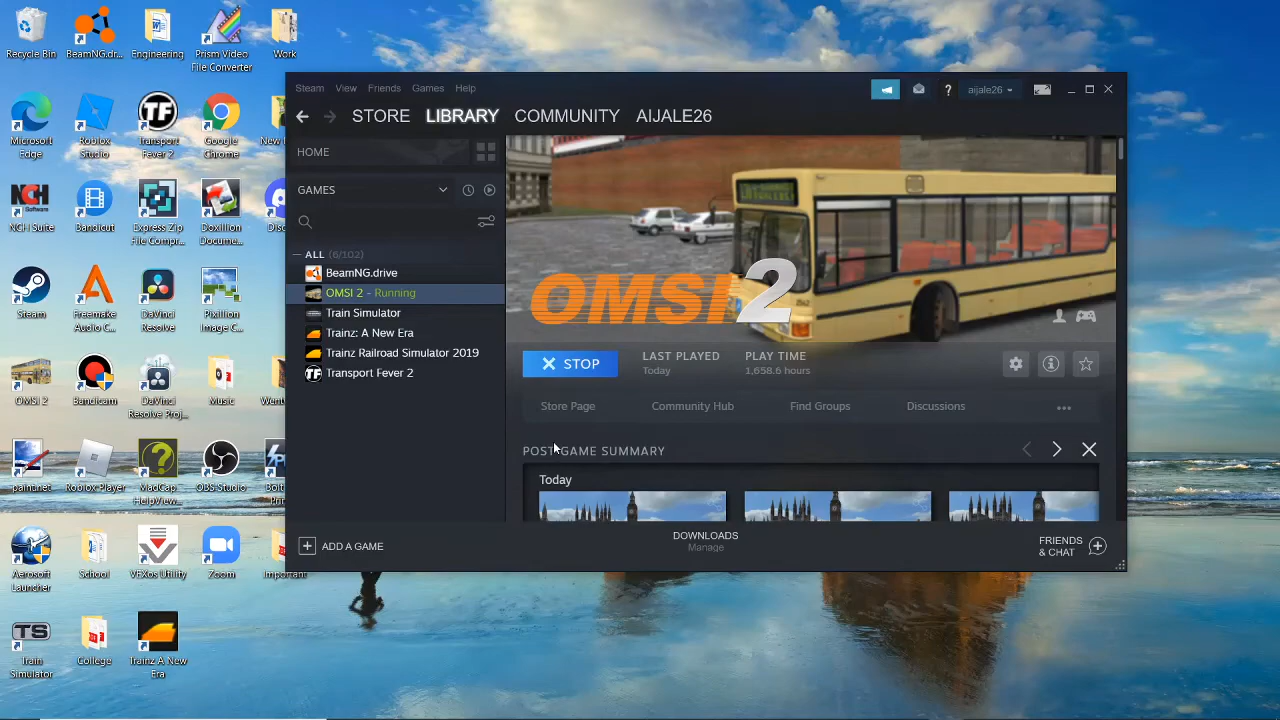 Recycle Bin
BeamNG.dr...
Engineering
Prism Video
File Converter
Work
Microsoft
Edge
Roblox
Studio
Transport
Fever 2
Google
Chrome
NCH Suite
Bandicut
Express Zip
File Compr...
Doxillion
Docume...
Steam
Freemake
Audio C...
DaVinci
Resolve
Pixillion
Image C...
OMSI 2
Bandicam
DaVinci
Resolve Proj...
Music
paint.net
Roblox Player
MadCap
HelpView...
OBS Studio
Aerosoft
Launcher
School
VEXos Utility
Zoom
Important
Train
Simulator
College
Trainz A New
Era
Steam View Friends Games Help
aijale26
STORE LIBRARY COMMUNITY AIJALE26
HOME
GAMES
ALL (6/102)
BeamNG.drive
OMSI 2 - Running
Train Simulator
Trainz: A New Era
Trainz Railroad Simulator 2019
Transport Fever 2
OMSI 2
STOP
LAST PLAYED
Today
PLAY TIME
1,658.6 hours
Store Page
Community Hub
Find Groups
Discussions
POST-GAME SUMMARY
Today
ADD A GAME
DOWNLOADS
Manage
FRIENDS
& CHAT